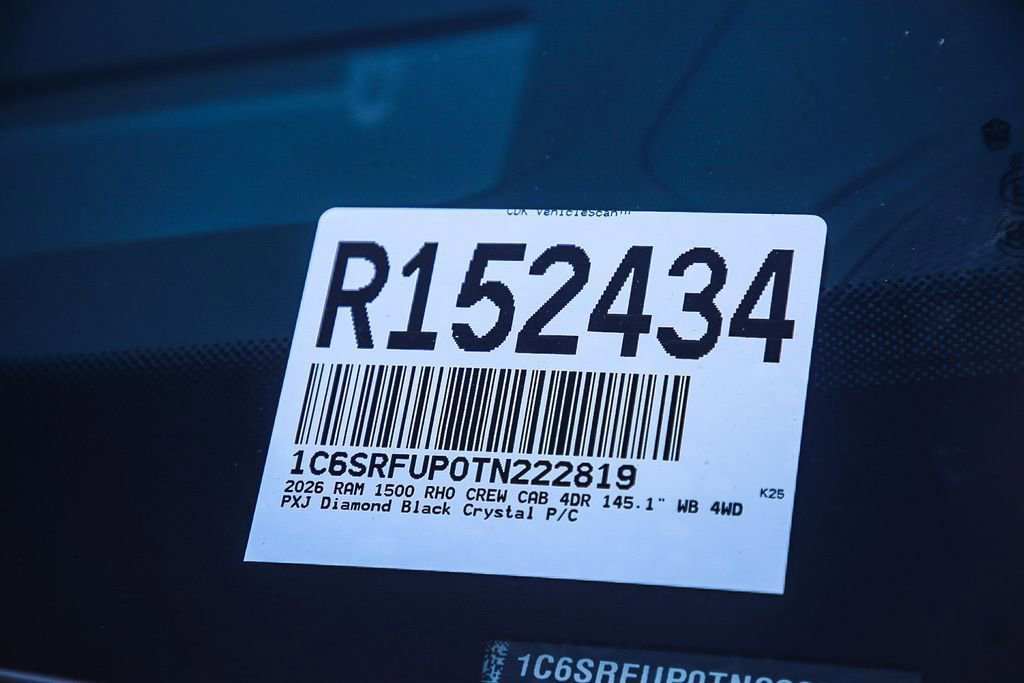 CDK VehicleScan™
R152434
1C6SRFUP0TN222819
2026 RAM 1500 RHO CREW CAB 4DR 145.1" WB 4WD K25
PXJ Diamond Black Crystal P/C